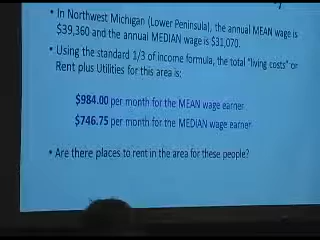 • In Northwest Michigan (Lower Peninsula), the annual MEAN wage is
$39,360 and the annual MEDIAN wage is $31,070.
• Using the standard 1/3 of income formula, the total "living costs" or
Rent plus Utilities for this area is:
$984.00 per month for the MEAN wage earner
$746.75 per month for the MEDIAN wage earner
• Are there places to rent in the area for these people?